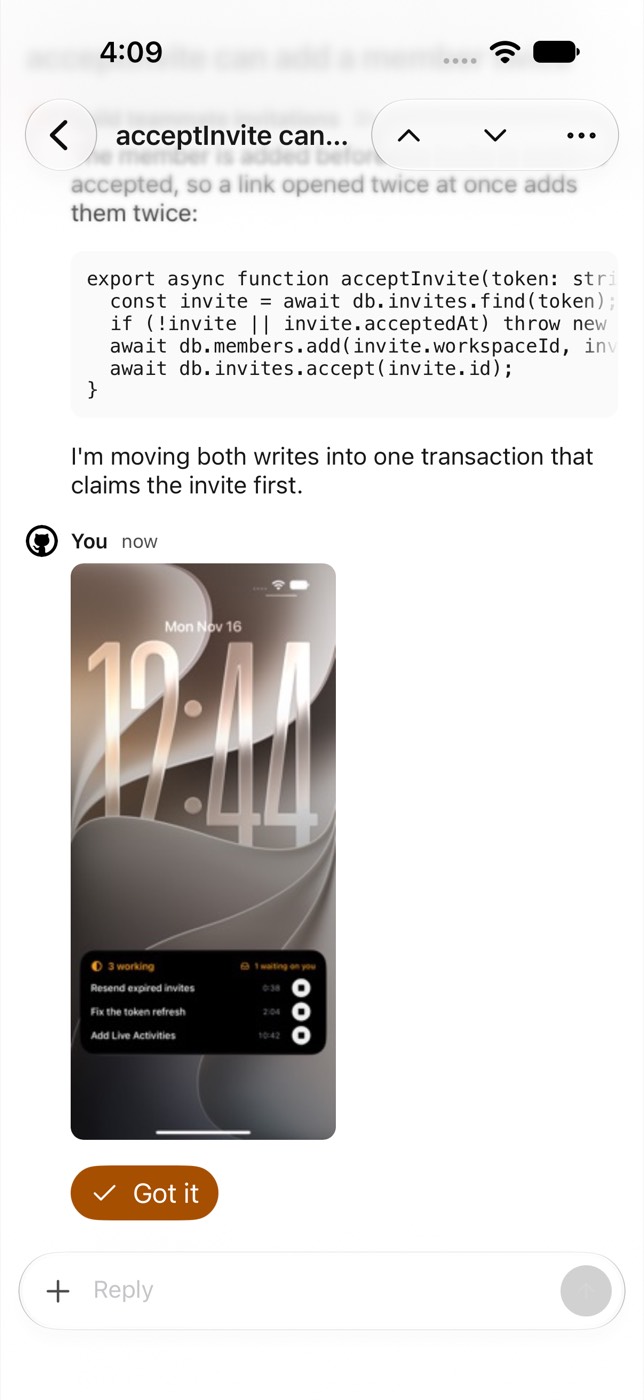 4:09
acceptInvite can...
accepted, so a link opened twice at once adds
them twice:
export async function acceptInvite(token: stri
const invite = await db.invites.find(token);
if (!invite || invite.acceptedAt) throw new
await db.members.add(invite.workspaceId, inv
await db.invites.accept(invite.id);
}
I'm moving both writes into one transaction that
claims the invite first.
You now
Mon Nov 16
12:44
3 working 1 waiting on you
Resend expired invites 0:38
Fix the token refresh 2:04
Add Live Activities 10:42
Got it
Reply